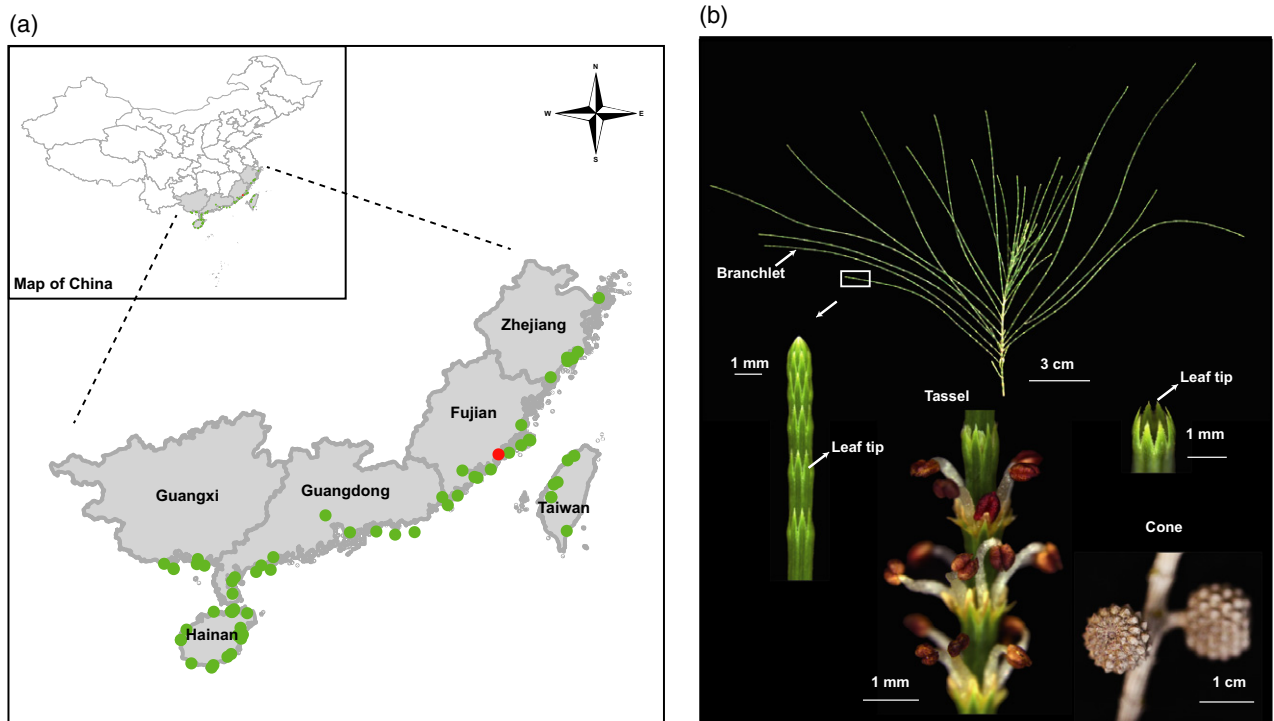 (a)
N
W
E
S
Map of China
Zhejiang
Fujian
Guangxi
Guangdong
Taiwan
Hainan
(b)
Branchlet
1 mm
3 cm
Leaf tip
Tassel
Leaf tip
1 mm
Cone
1 mm
1 cm